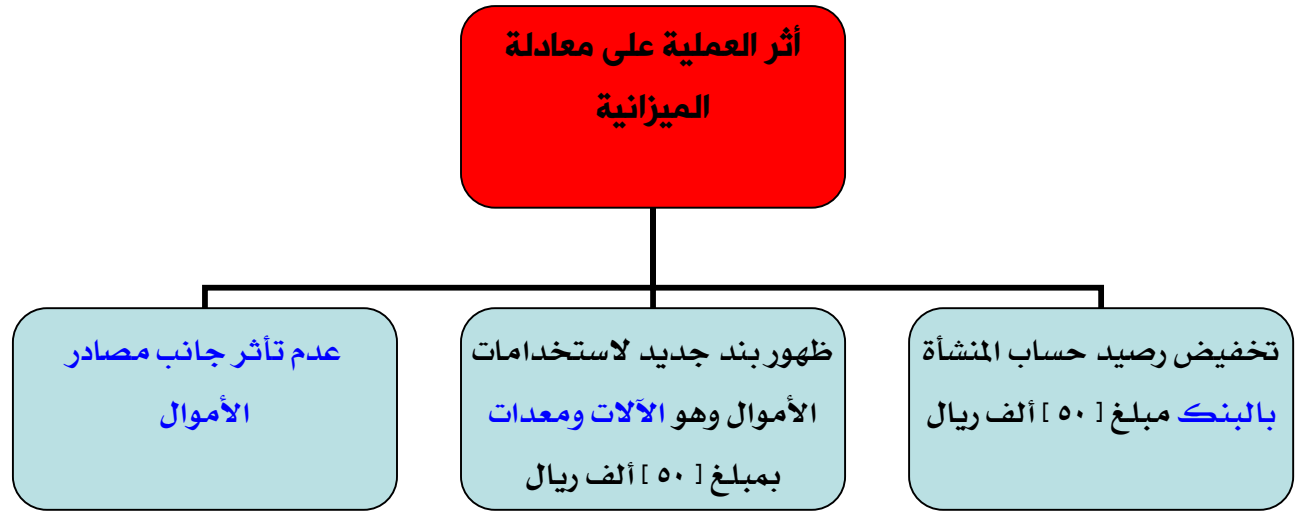 أثر العملية على معادلة
الميزانية
تخفيض رصيد حساب المنشأة
بالبنك مبلغ [ ٥٠ ] ألف ريال
ظهور بند جديد لاستخدامات
الأموال وهو الآلات ومعدات
بمبلغ [ ٥٠ ] ألف ريال
عدم تأثر جانب مصادر
الأموال